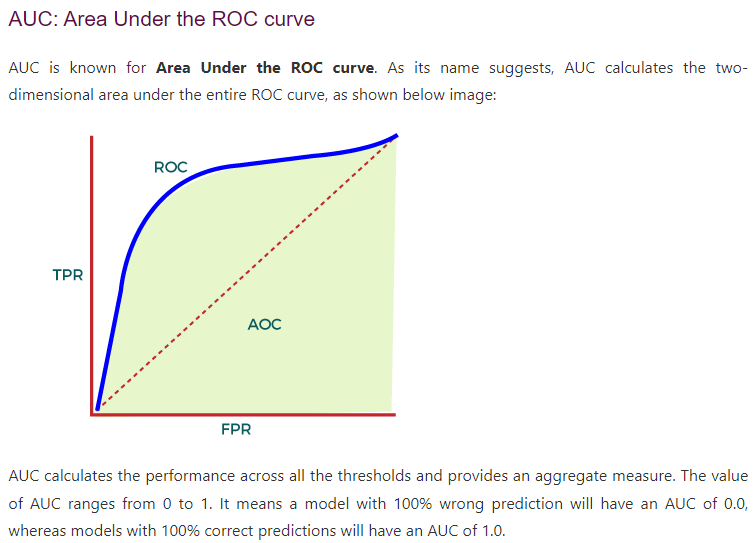 AUC: Area Under the ROC curve
AUC is known for Area Under the ROC curve. As its name suggests, AUC calculates the two-
dimensional area under the entire ROC curve, as shown below image:
ROC
TPR
AOC
FPR
AUC calculates the performance across all the thresholds and provides an aggregate measure. The value
of AUC ranges from 0 to 1. It means a model with 100% wrong prediction will have an AUC of 0.0,
whereas models with 100% correct predictions will have an AUC of 1.0.